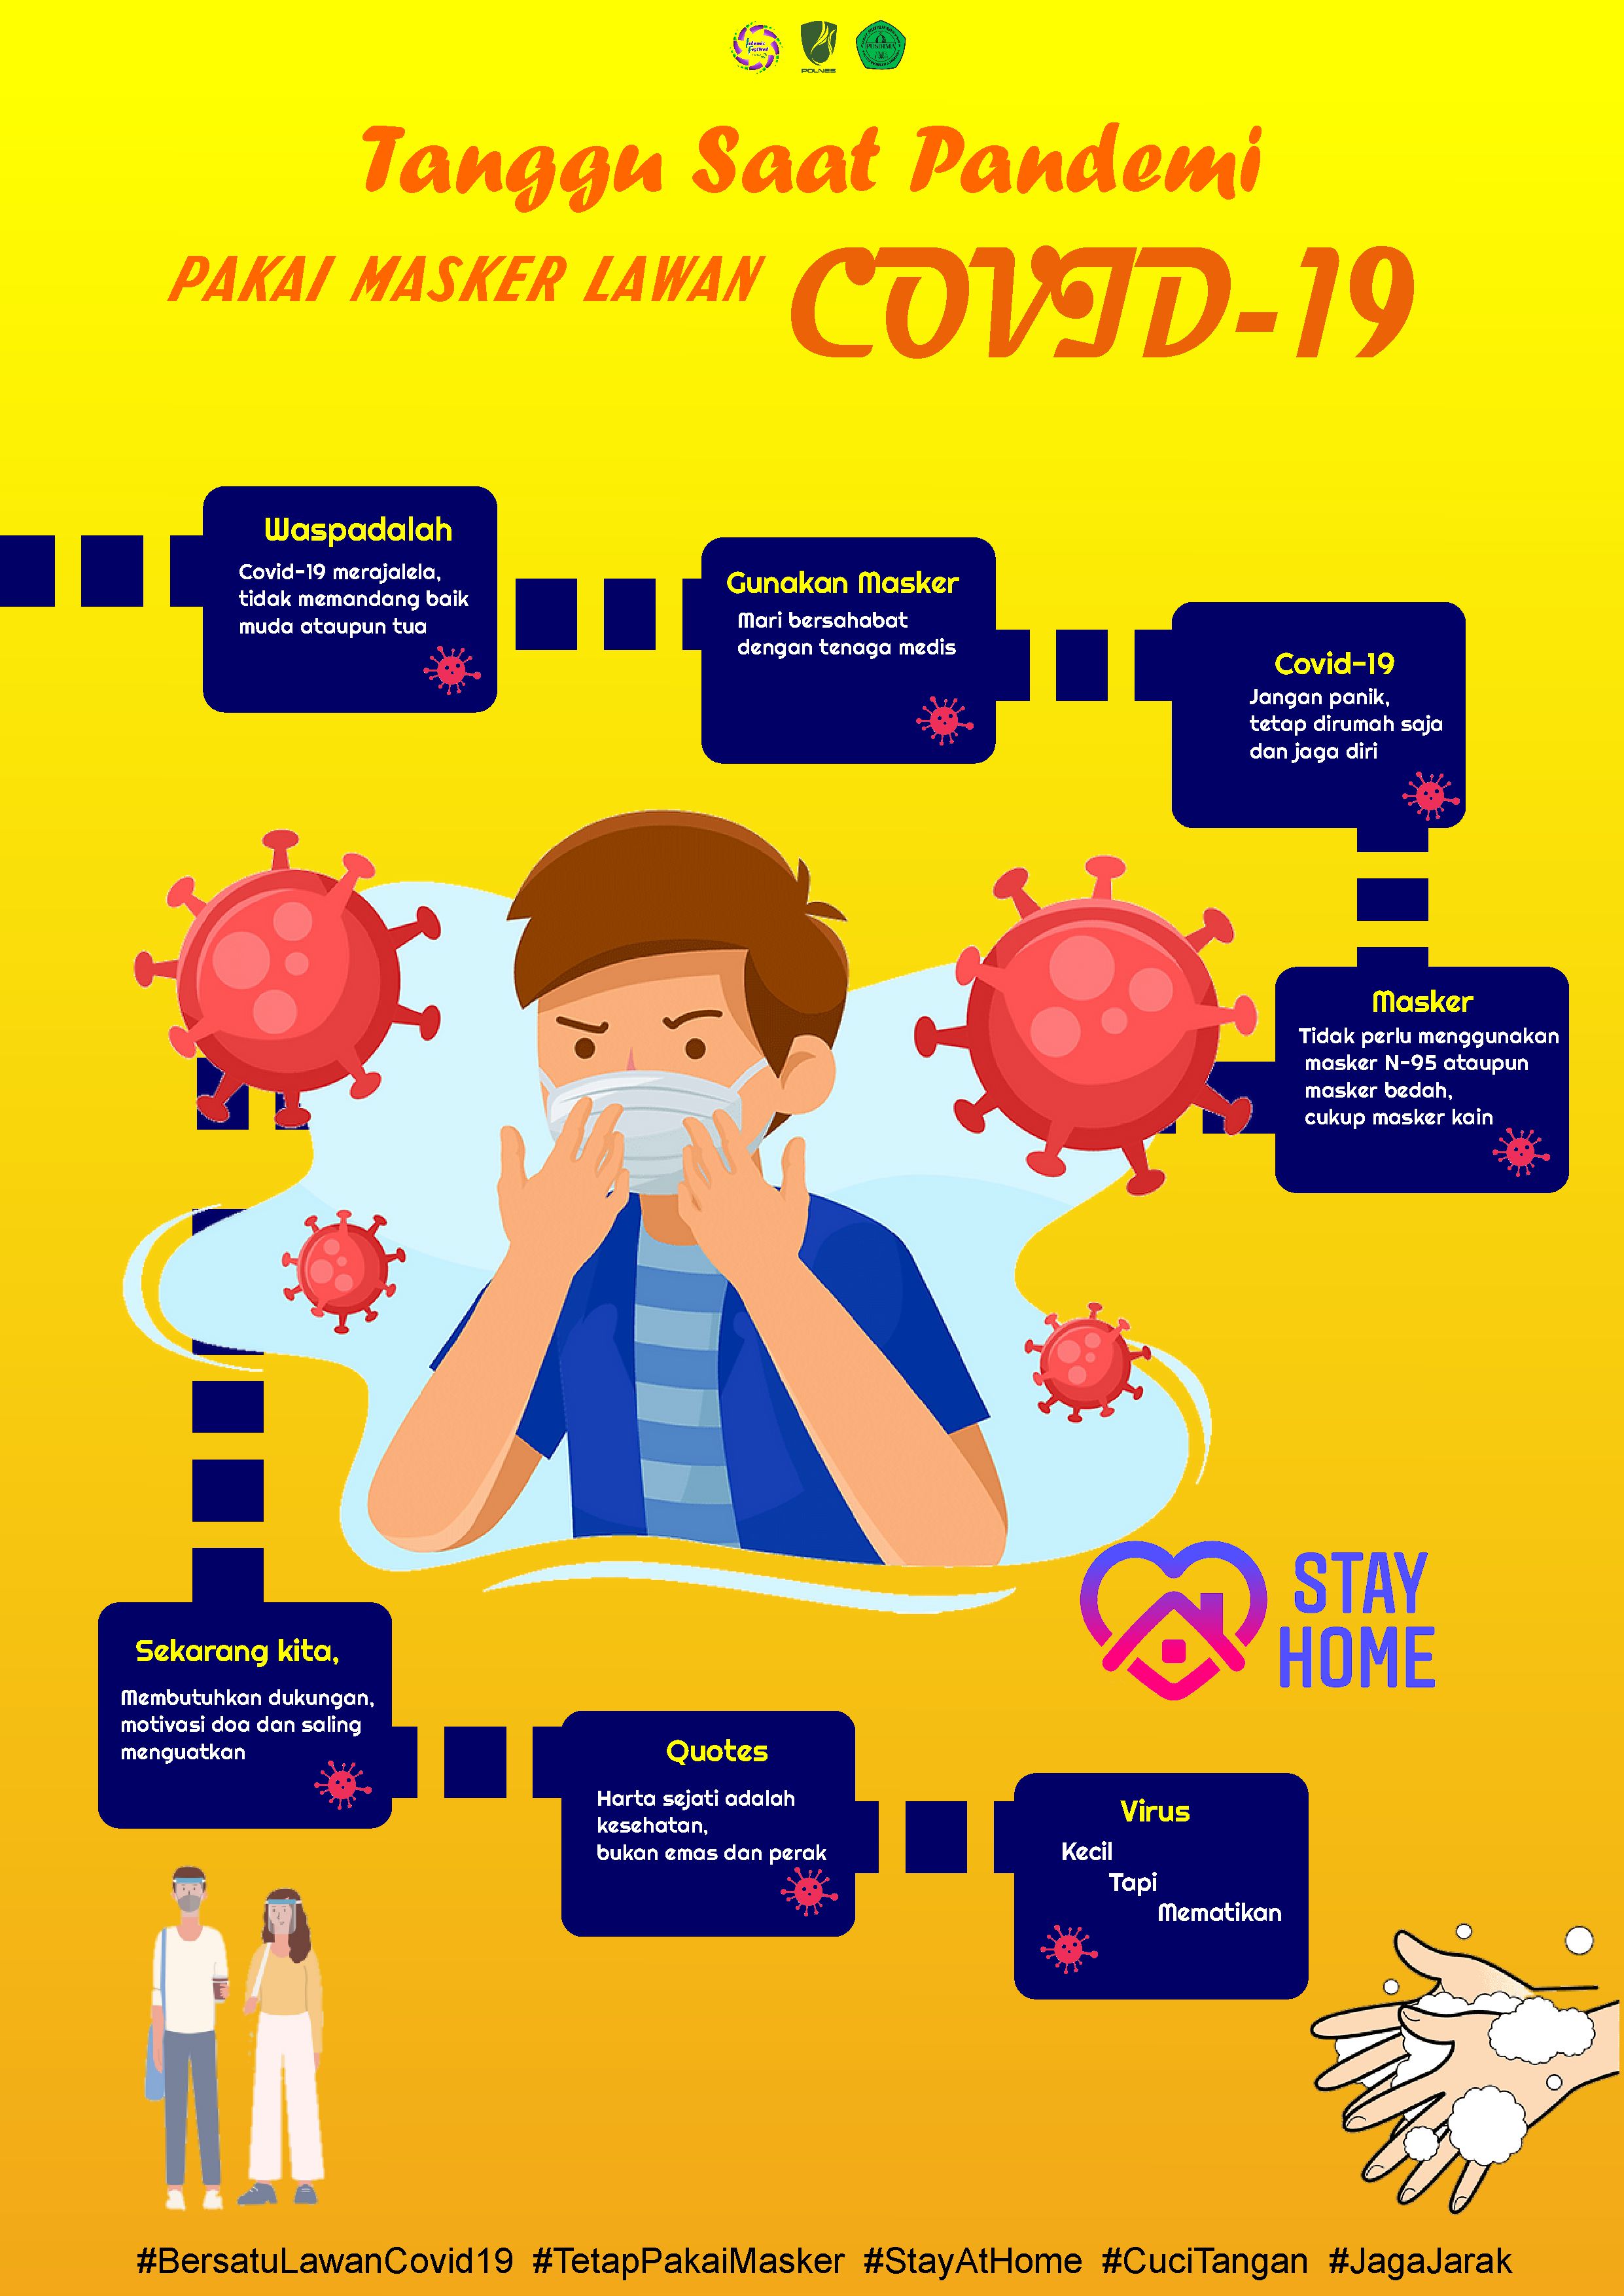 Islamic
Festival
POLNES
PUSDIMA
Tanggu Saat Pandemi
PAKAI MASKER LAWAN COVID-19
Waspadalah
Covid-19 merajalela,
tidak memandang baik
muda ataupun tua
Gunakan Masker
Mari bersahabat
dengan tenaga medis
Covid-19
Jangan panik,
tetap dirumah saja
dan jaga diri
Masker
Tidak perlu menggunakan
masker N-95 ataupun
masker bedah,
cukup masker kain
STAY
HOME
Sekarang kita,
Membutuhkan dukungan,
motivasi doa dan saling
menguatkan
Quotes
Harta sejati adalah
kesehatan,
bukan emas dan perak
Virus
Kecil
Tapi
Mematikan
#BersatuLawanCovid19 #TetapPakaiMasker #StayAtHome #CuciTangan #JagaJarak